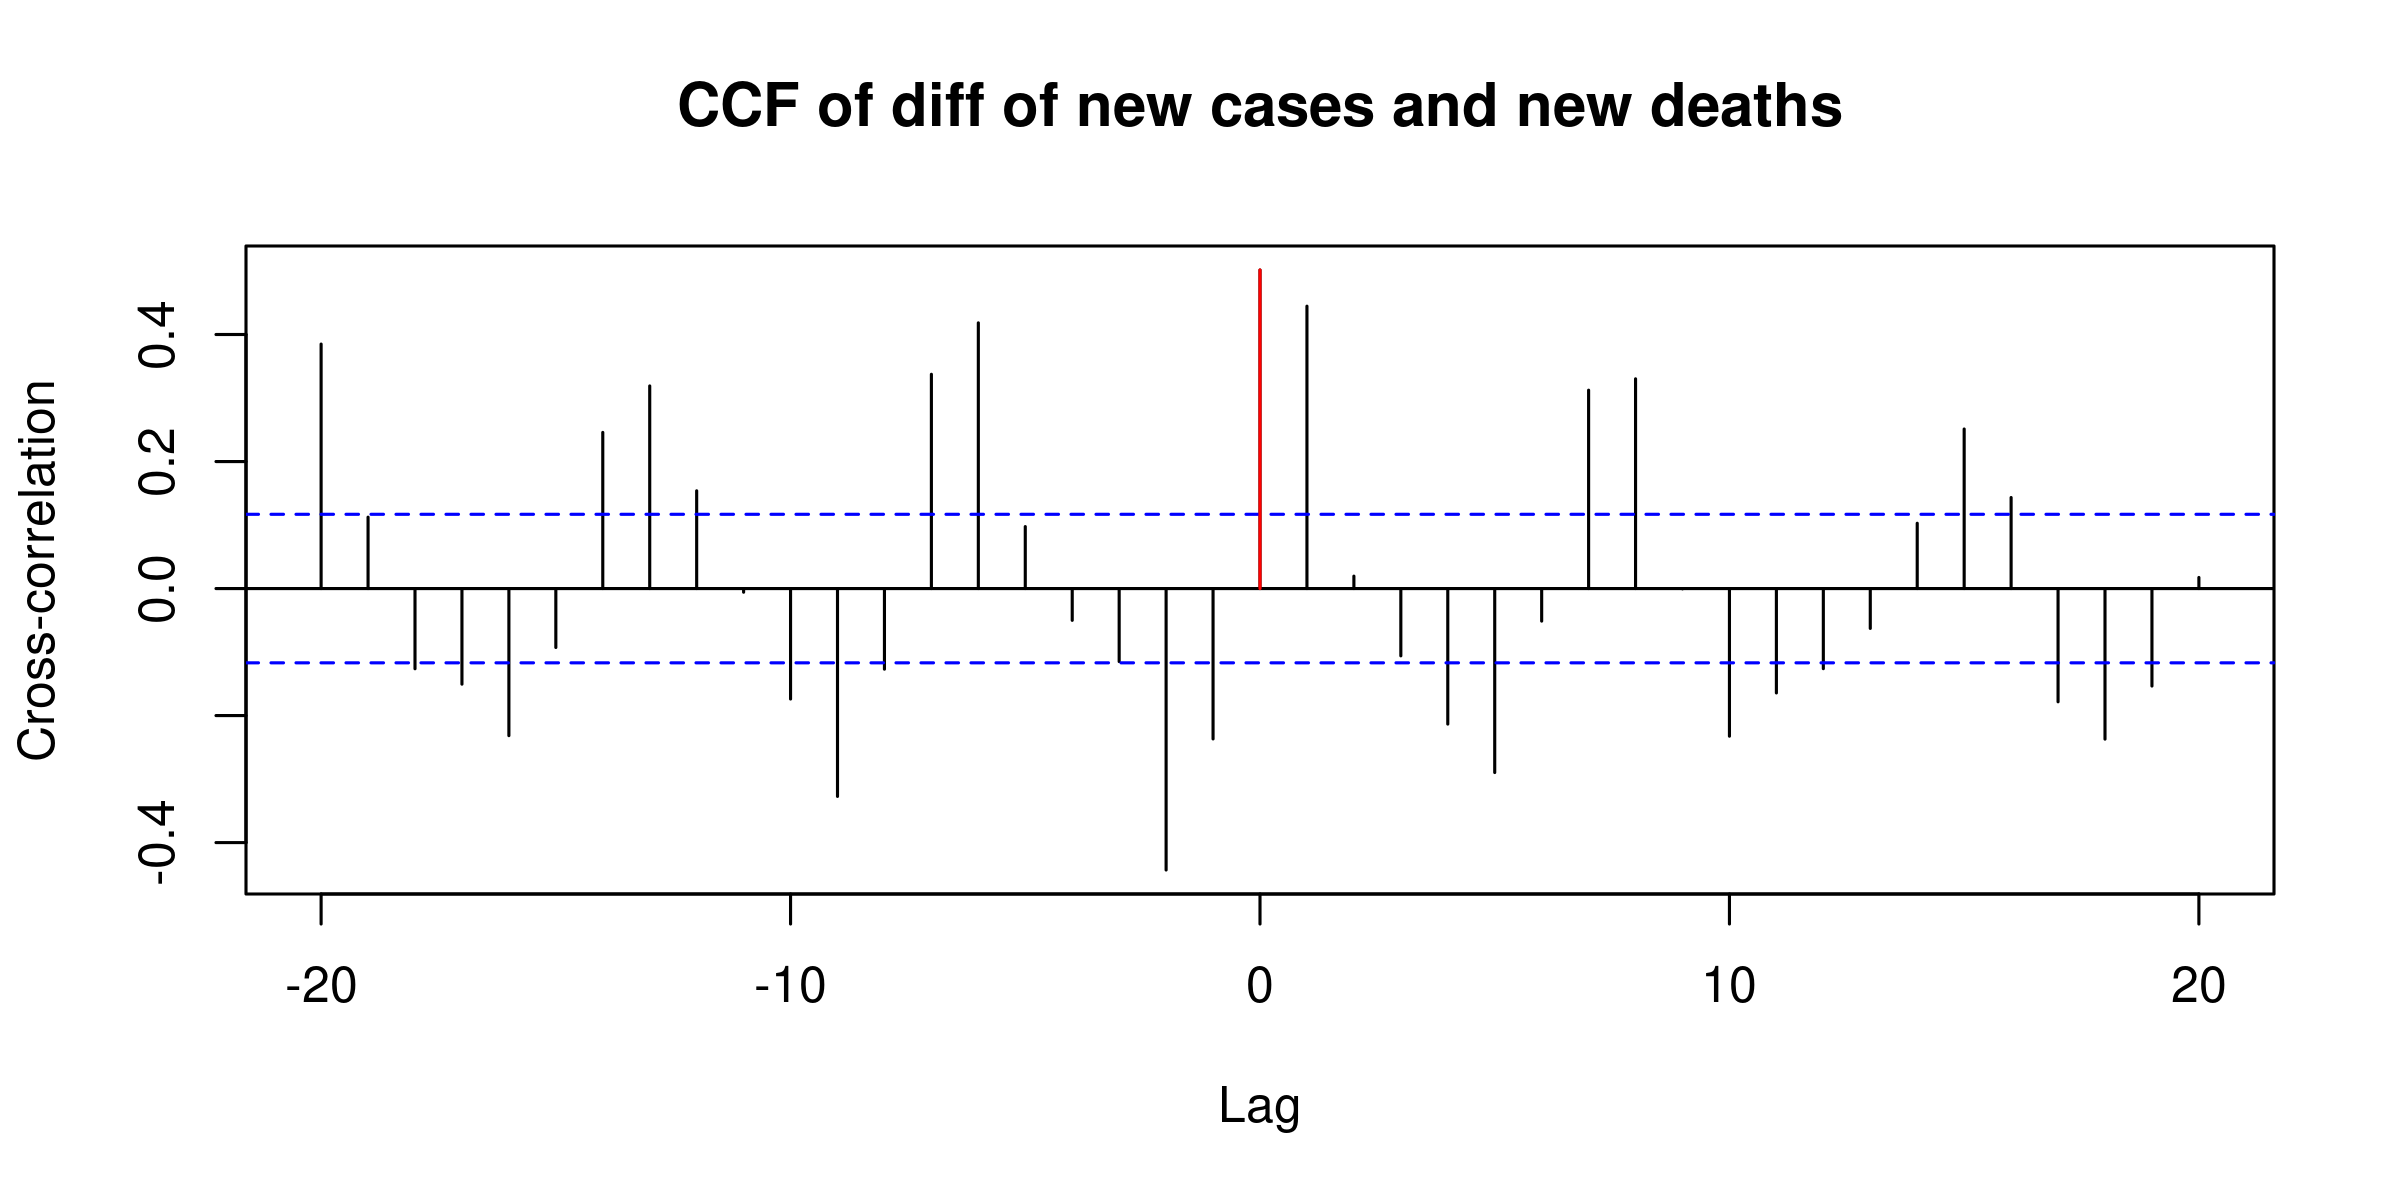 CCF of diff of new cases and new deaths
Cross-correlation
0.4
0.2
0.0
-0.4
-20 -10 0 10 20
Lag